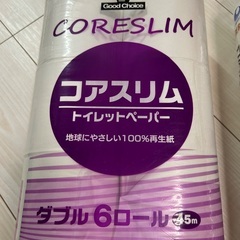 Good Choice
CORESLIM
コアスリム
トイレットペーパー
地球にやさしい100%再生紙
ダブル6ロール 45m